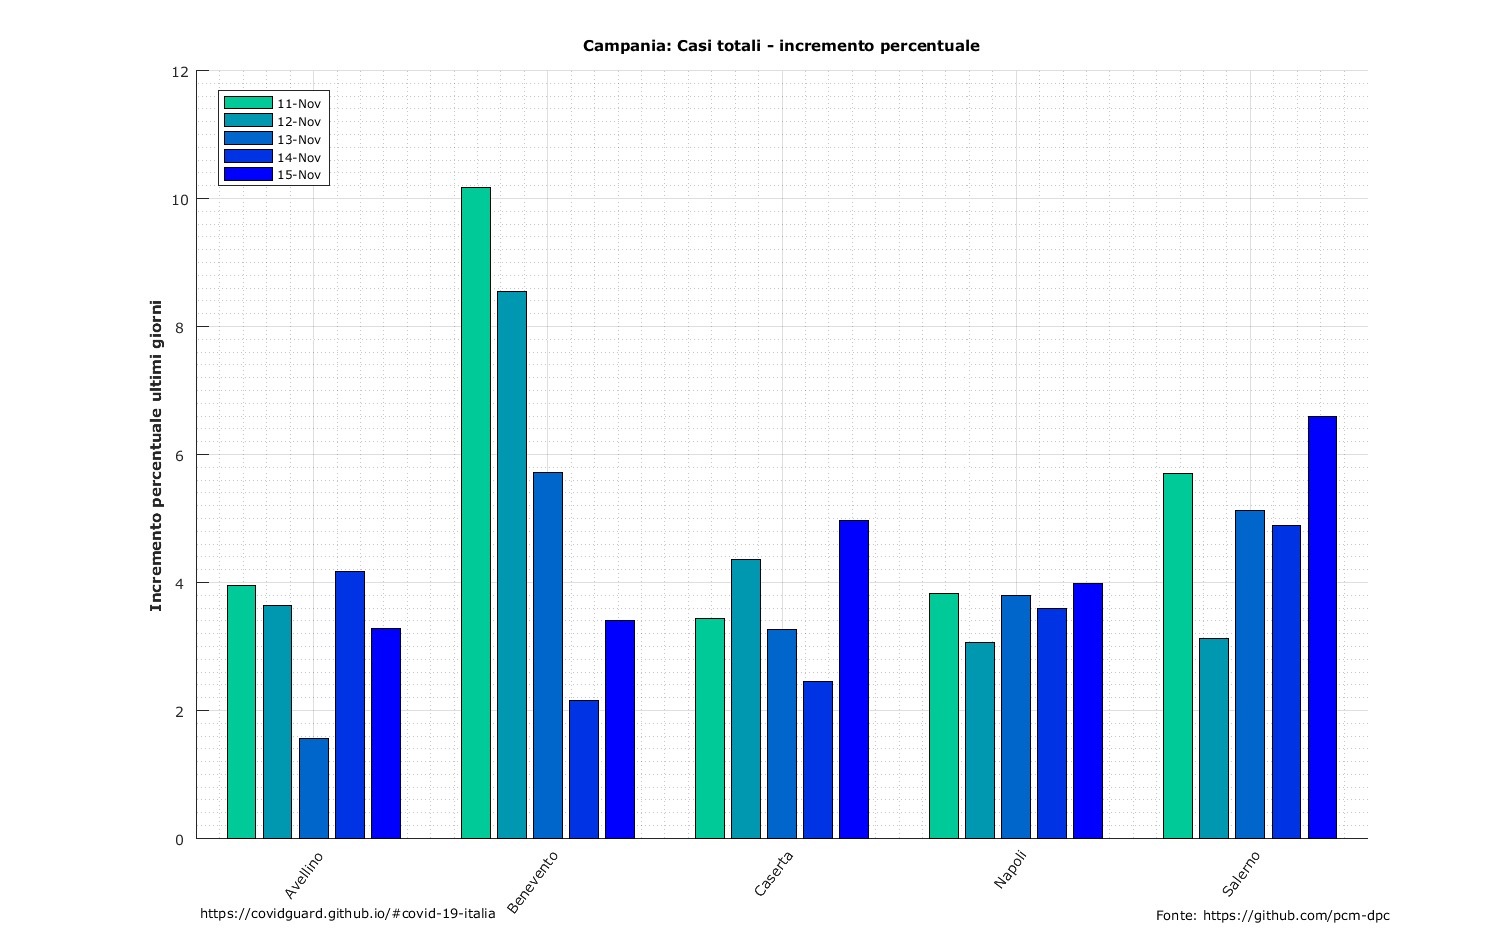 Campania: Casi totali - incremento percentuale
12
10
8
6
4
2
0
Incremento percentuale ultimi giorni
11-Nov
12-Nov
13-Nov
14-Nov
15-Nov
Avellino
Benevento
Caserta
Napoli
Salerno
https://covidguard.github.io/#covid-19-italia
Fonte: https://github.com/pcm-dpc